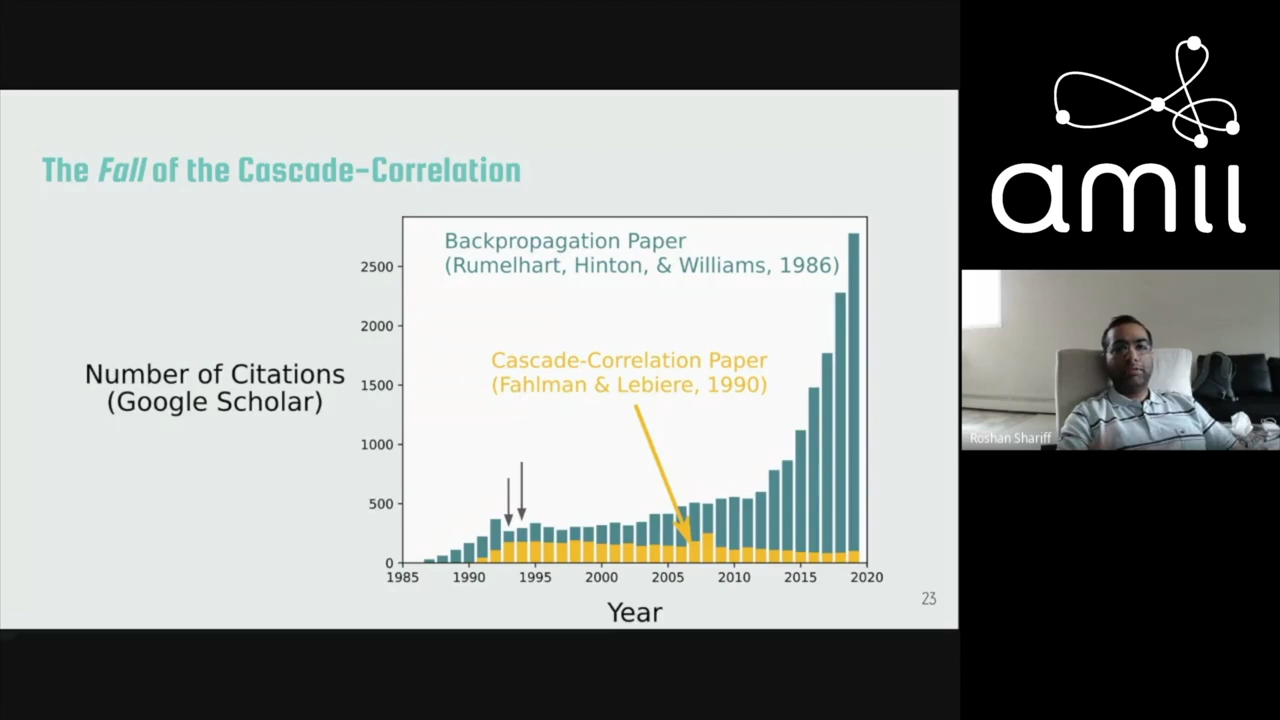 The Fall of the Cascade-Correlation
Backpropagation Paper
(Rumelhart, Hinton, & Williams, 1986)
Cascade-Correlation Paper
(Fahlman & Lebiere, 1990)
Number of Citations
(Google Scholar)
2500
2000
1500
1000
500
0
1985 1990 1995 2000 2005 2010 2015 2020
Year
23
amii
Roshan Shariff